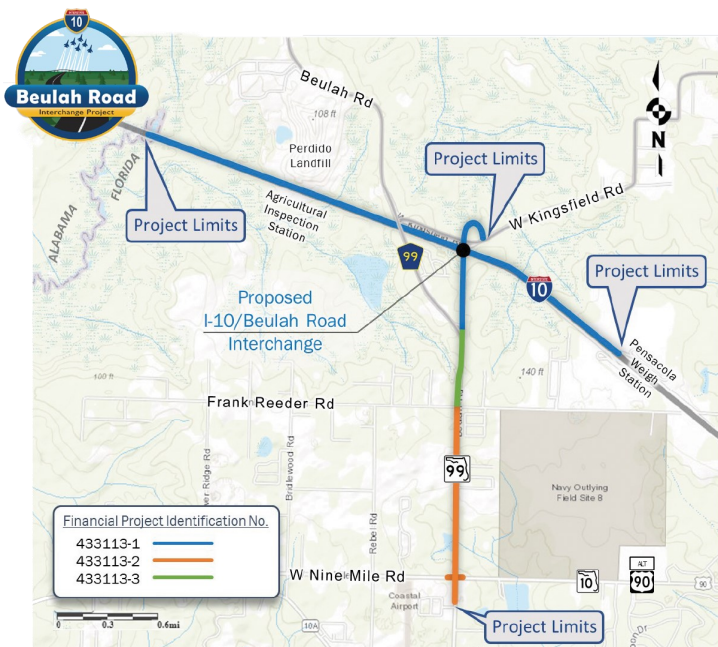 INTERSTATE
10
Beulah Road
Interchange Project
Beulah Rd
108 ft
Perdido
Landfill
N
Project Limits
W Kingsfield Rd
FLORIDA
ALABAMA
Project Limits
Agricultural
Inspection
Station
99
Project Limits
10
Proposed
I-10/Beulah Road
Interchange
Pensacola
Weigh
Station
100 ft
140 ft
Frank Reeder Rd
99
Bridlewood Rd
Rebel Rd
Navy Outlying
Field Site 8
Financial Project Identification No.
433113-1
433113-2
433113-3
W Nine Mile Rd
10
ALT
90
90
Coastal
Airport
0 0.3 0.6mi
10A
Project Limits